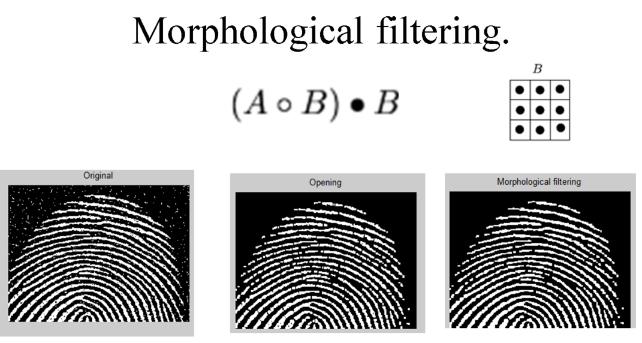 Morphological filtering.
B
(A ∘ B) • B
Original
Opening
Morphological filtering